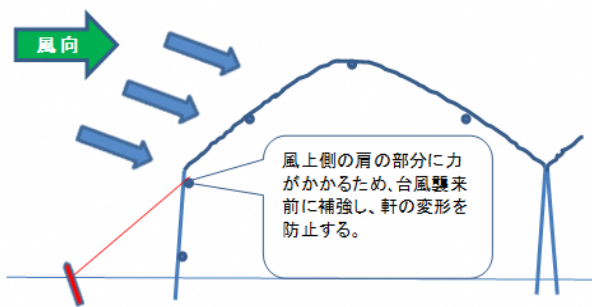 風向
風上側の肩の部分に力
がかかるため、台風襲来
前に補強し、軒の変形を
防止する。